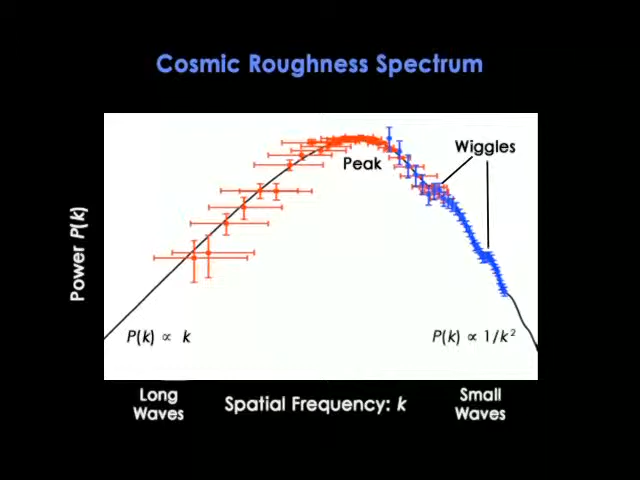 Cosmic Roughness Spectrum
Wiggles
Peak
Power P(k)
P(k) ∝ k
P(k) ∝ 1/k²
Long
Waves
Spatial Frequency: k
Small
Waves